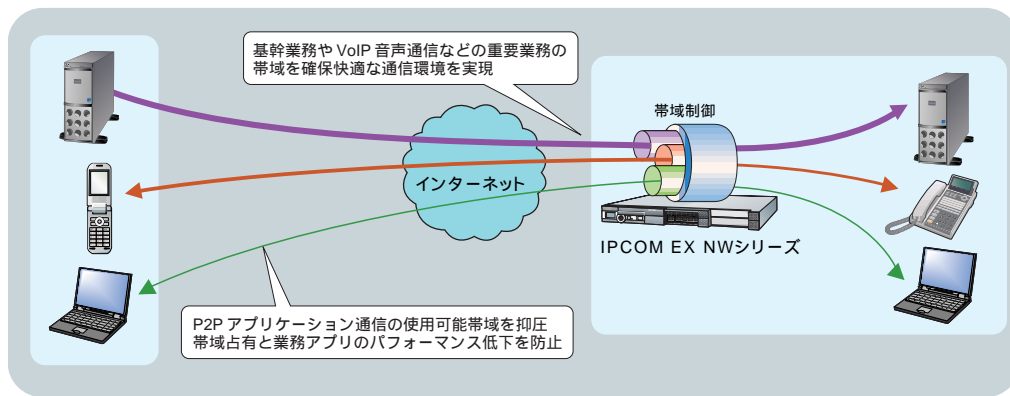 基幹業務や VoIP 音声通信などの重要業務の
帯域を確保快適な通信環境を実現
帯域制御
インターネット
IPCOM EX NWシリーズ
P2P アプリケーション通信の使用可能帯域を抑圧
帯域占有と業務アプリのパフォーマンス低下を防止